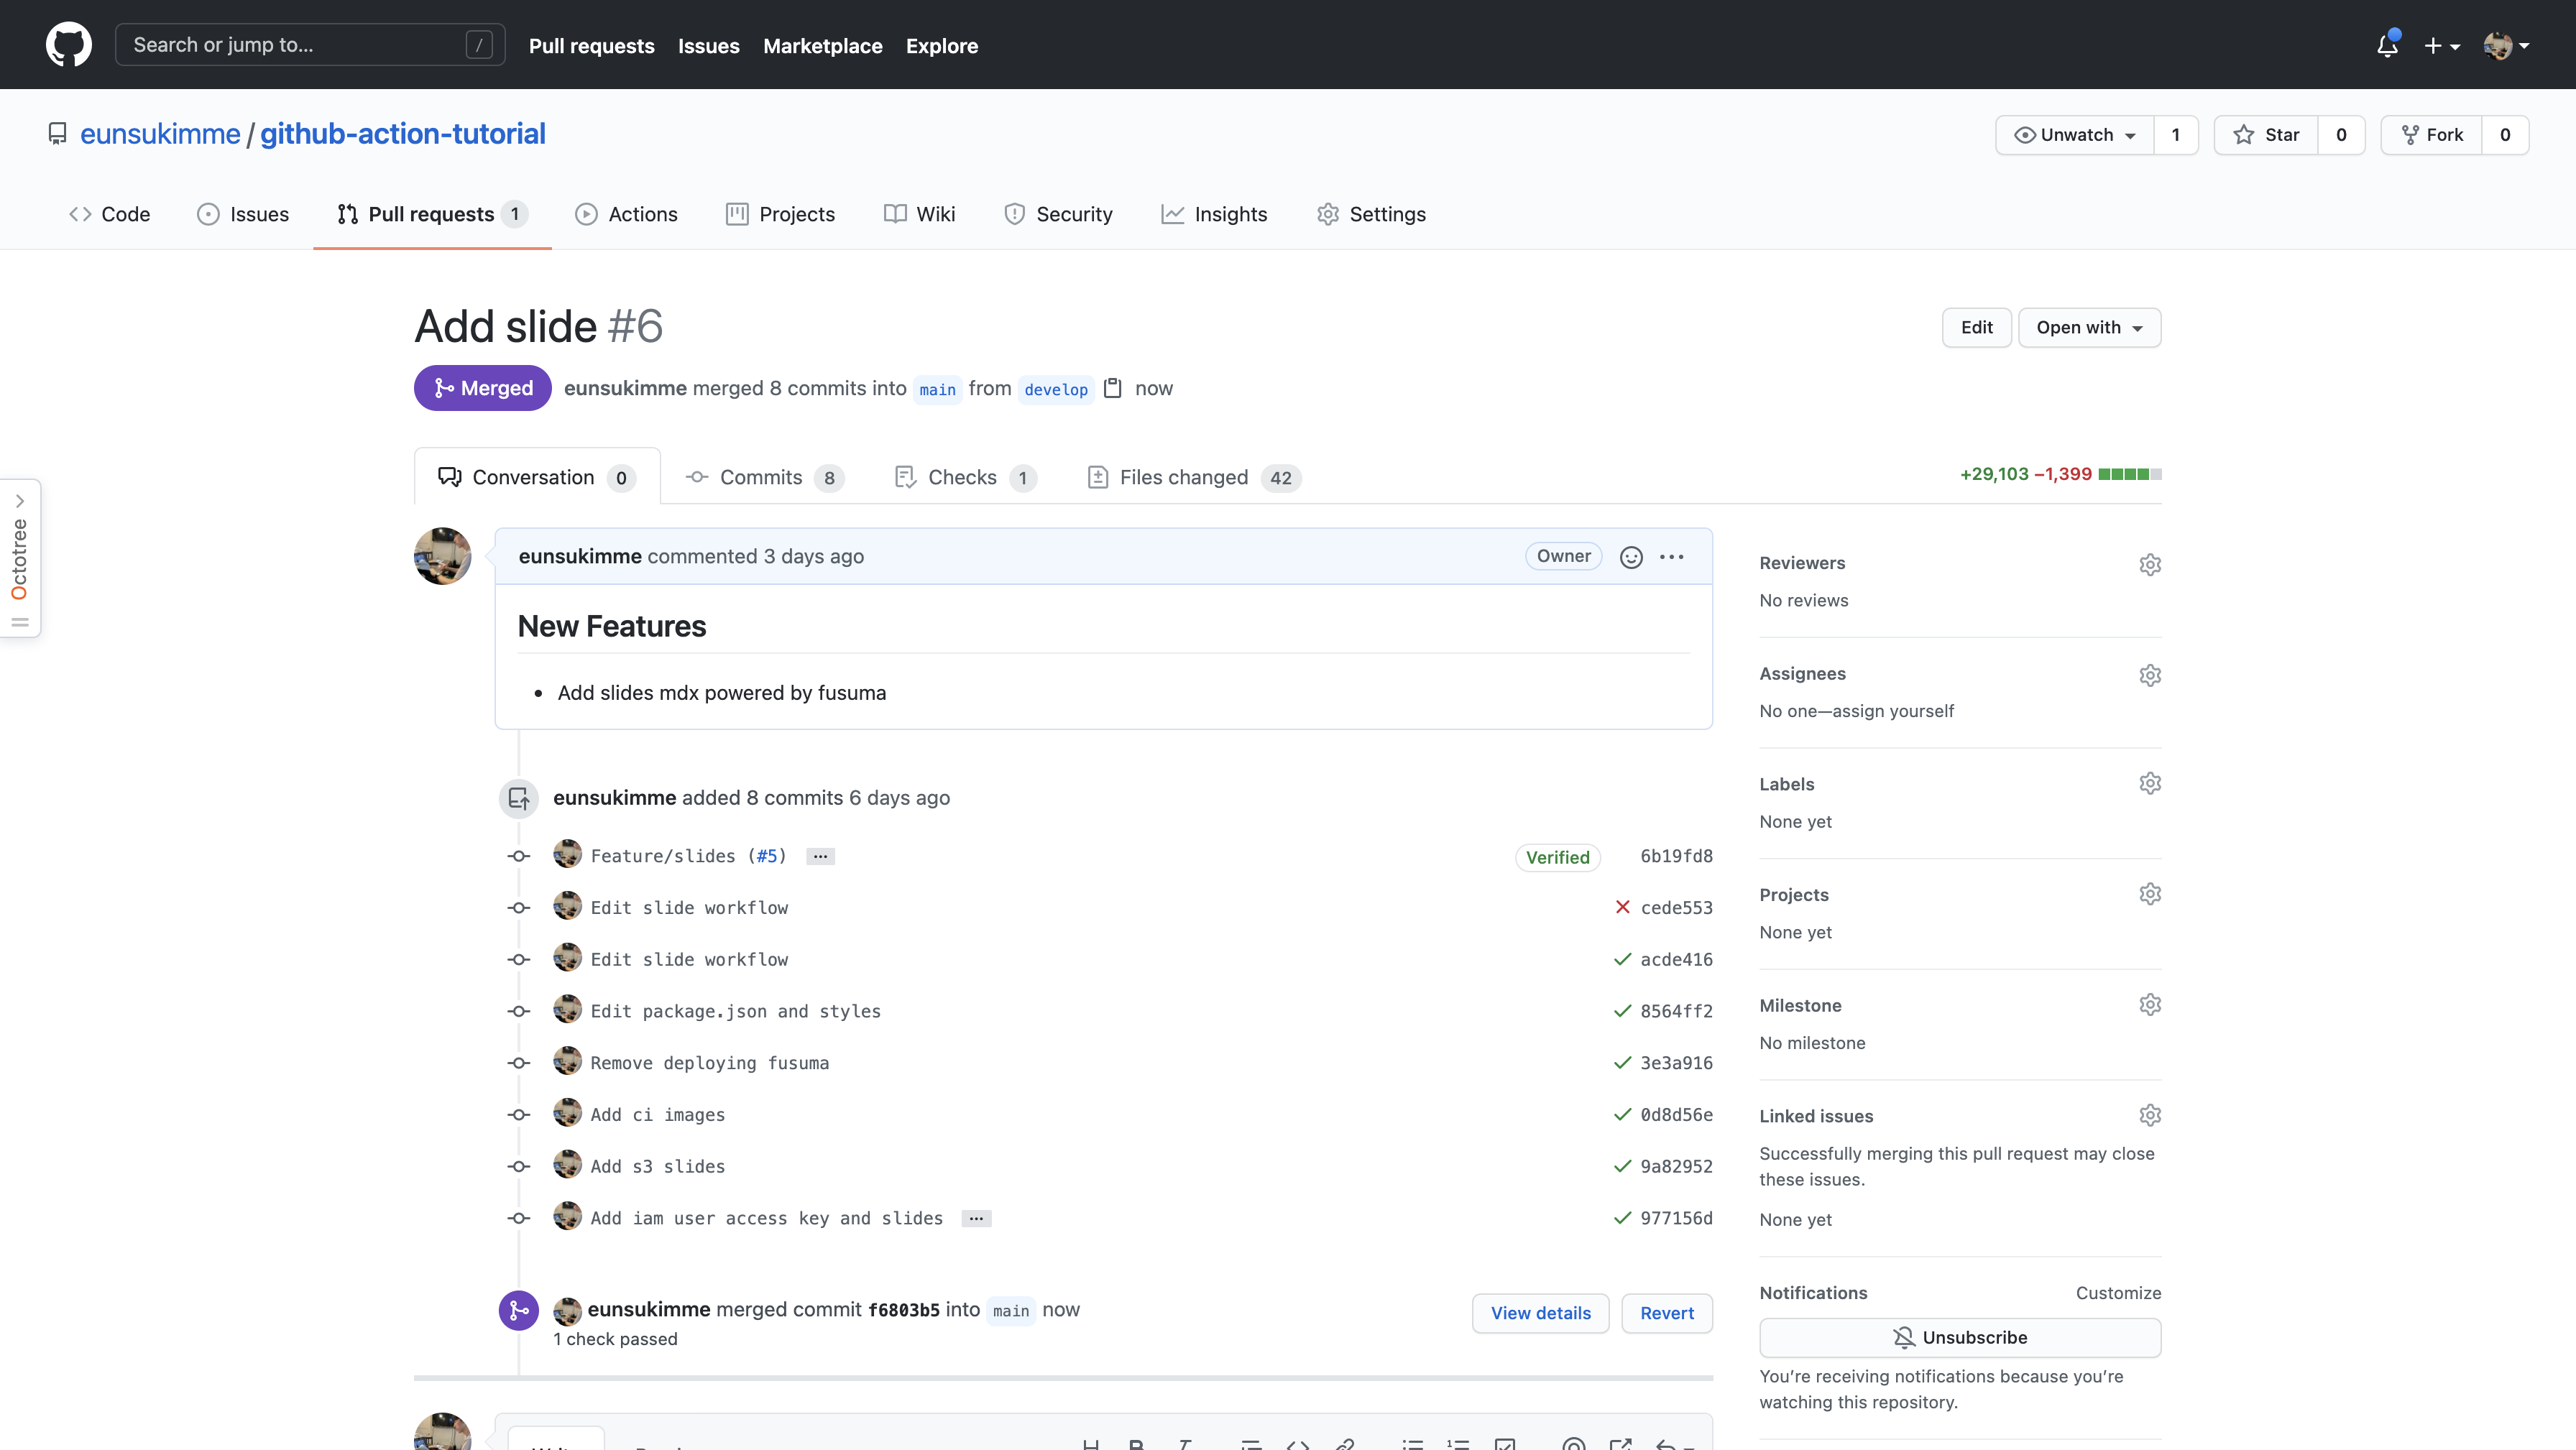 Search or jump to... /
Pull requests Issues Marketplace Explore
eunsukimme / github-action-tutorial
Unwatch 1 Star 0 Fork 0
Code Issues Pull requests 1 Actions Projects Wiki Security Insights Settings
Add slide #6
Edit Open with
Merged eunsukimme merged 8 commits into main from develop now
Conversation 0 Commits 8 Checks 1 Files changed 42
+29,103 −1,399
Octotree
eunsukimme commented 3 days ago
Owner
New Features
• Add slides mdx powered by fusuma
eunsukimme added 8 commits 6 days ago
Feature/slides (#5) … Verified 6b19fd8
Edit slide workflow cede553
Edit slide workflow acde416
Edit package.json and styles 8564ff2
Remove deploying fusuma 3e3a916
Add ci images 0d8d56e
Add s3 slides 9a82952
Add iam user access key and slides … 977156d
eunsukimme merged commit f6803b5 into main now
1 check passed
View details Revert
Reviewers
No reviews
Assignees
No one—assign yourself
Labels
None yet
Projects
None yet
Milestone
No milestone
Linked issues
Successfully merging this pull request may close
these issues.
None yet
Notifications Customize
Unsubscribe
You’re receiving notifications because you’re
watching this repository.